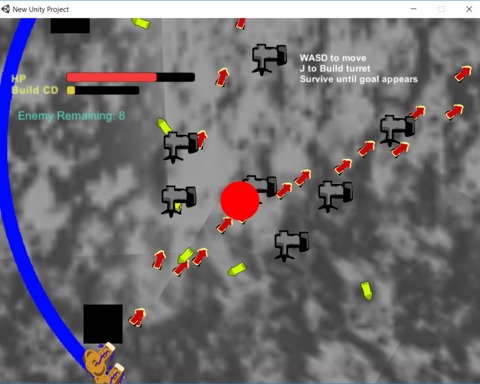 New Unity Project
WASD to move
J to Build turret
Survive until goal appears
HP
Build CD
Enemy Remaining: 8